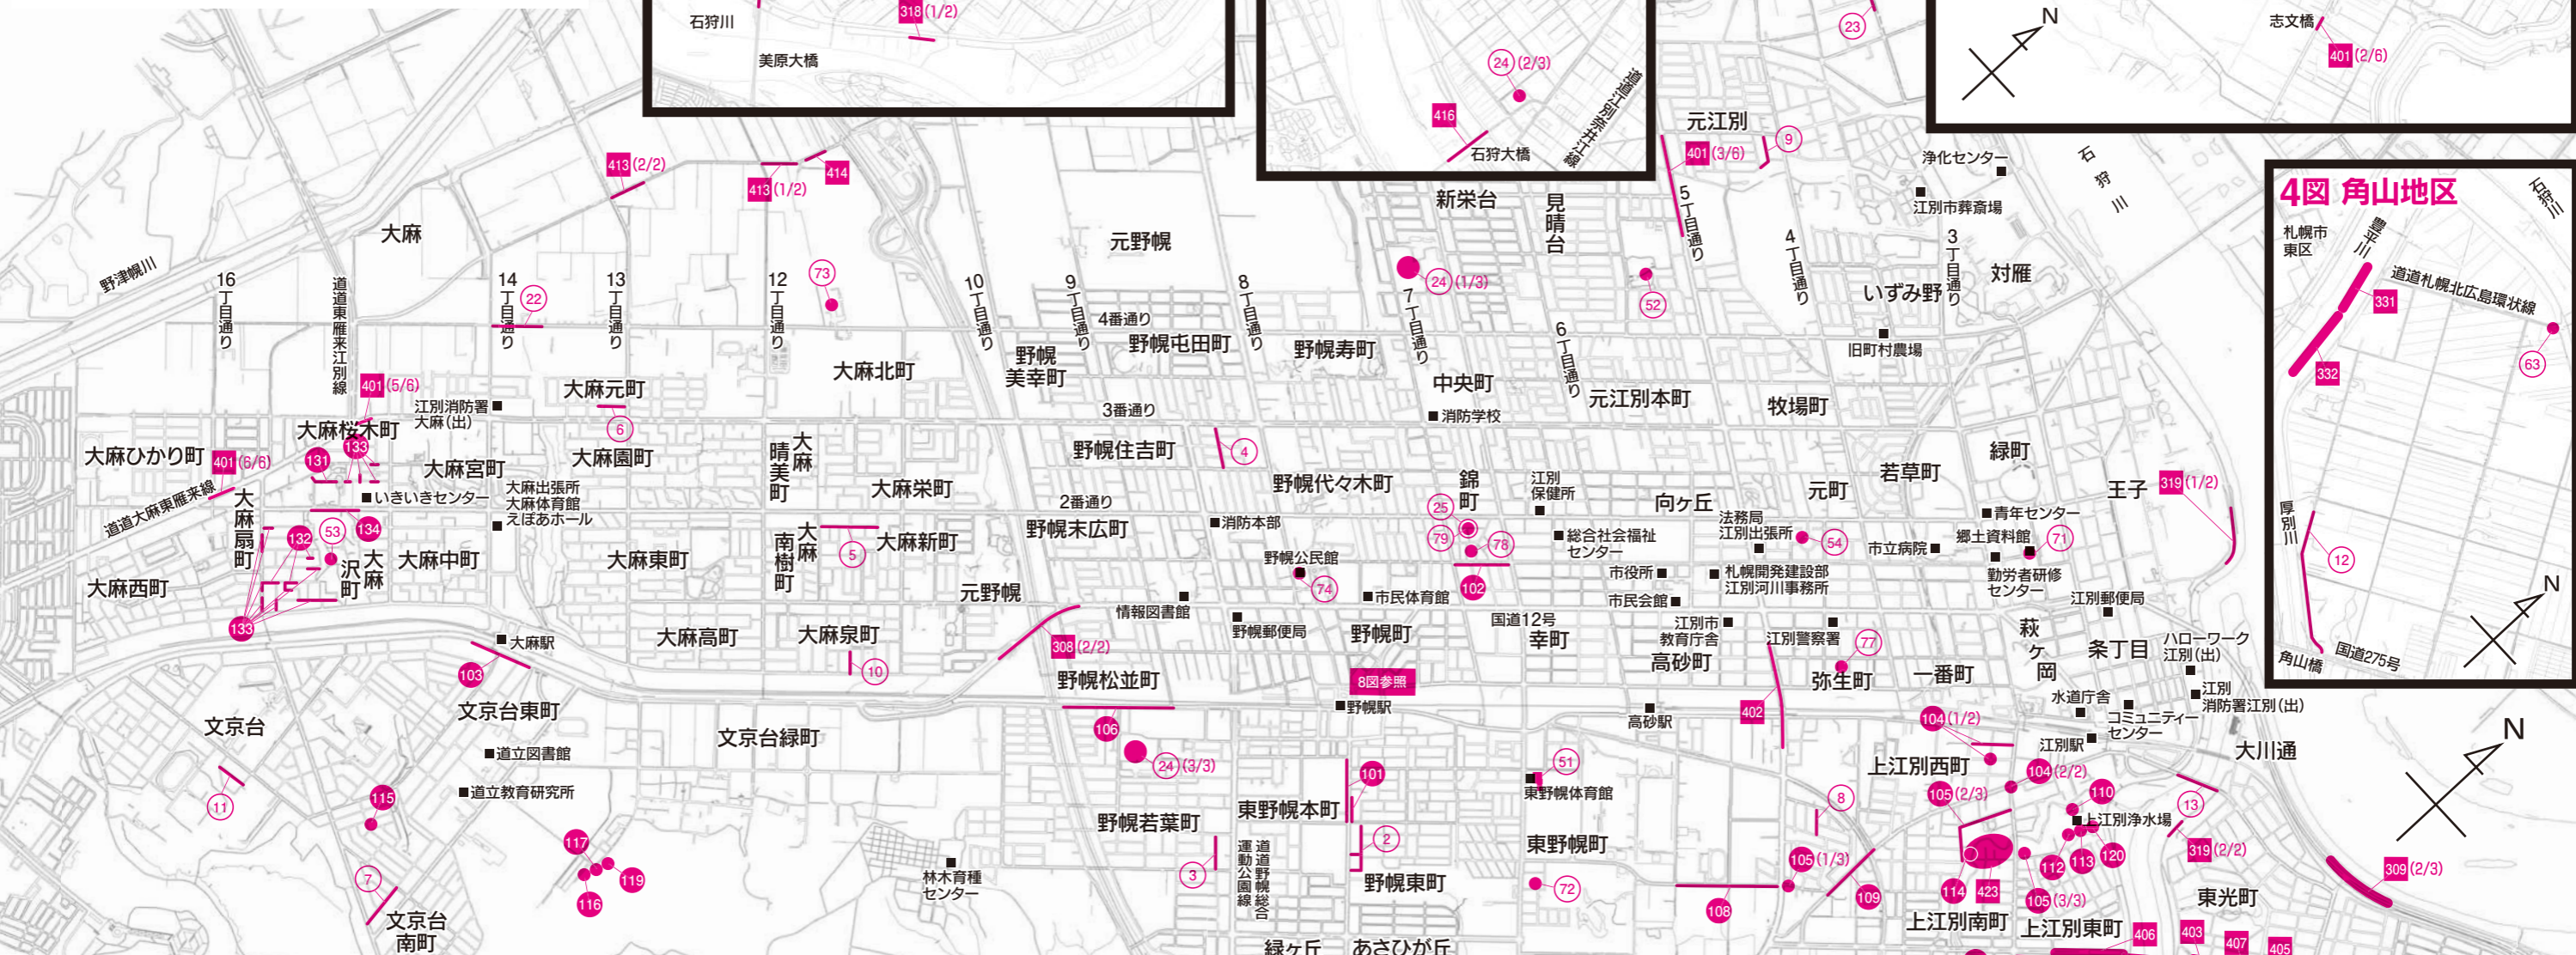 石狩川
美原大橋
318 (1/2)
24 (2/3)
416
石狩大橋
道道江別奈井江線
23
N
志文橋
401 (2/6)
元江別
401 (3/6)
9
5丁目通り
浄化センター
江別市葬斎場
石狩川
4図 角山地区
石狩川
札幌市
東区
豊平川
道道札幌北広島環状線
331
332
63
厚別川
12
角山橋
国道275号
N
413 (2/2)
413 (1/2)
414
大麻
野津幌川
元野幌
新栄台
見晴台
16丁目通り
道道東雁来江別線
14丁目通り
22
13丁目通り
12丁目通り
73
10丁目通り
9丁目通り
8丁目通り
24 (1/3)
7丁目通り
52
6丁目通り
4丁目通り
3丁目通り
いずみ野
対雁
旧町村農場
4番通り
野幌屯田町
野幌寿町
野幌
美幸町
大麻北町
中央町
元江別本町
牧場町
消防学校
401 (5/6)
江別消防署
大麻(出)
大麻元町
6
3番通り
大麻桜木町
133
131
大麻ひかり町
401 (6/6)
道道大麻東雁来線
大麻宮町
大麻園町
大麻
晴美町
大麻栄町
野幌住吉町
4
野幌代々木町
錦町
江別
保健所
向ヶ丘
元町
若草町
緑町
王子
319 (1/2)
いきいきセンター
大麻出張所
大麻体育館
えぽあホール
大麻扇町
132
53
134
大麻
沢町
大麻中町
大麻西町
133
大麻東町
大麻
南樹町
5
大麻新町
2番通り
野幌末広町
消防本部
野幌公民館
74
25
79
78
102
総合社会福祉
センター
法務局
江別出張所
54
市立病院
青年センター
郷土資料館
71
勤労者研修
センター
市役所
札幌開発建設部
江別河川事務所
市民会館
市民体育館
元野幌
情報図書館
野幌郵便局
野幌町
国道12号
幸町
江別市
教育庁舎
江別警察署
高砂町
77
弥生町
一番町
萩ヶ岡
江別郵便局
条丁目
ハローワーク
江別(出)
江別
消防署江別(出)
水道庁舎
コミュニティー
センター
大麻駅
103
大麻高町
大麻泉町
10
308 (2/2)
野幌松並町
8図参照
野幌駅
高砂駅
402
104 (1/2)
江別駅
大川通
N
文京台
文京台東町
文京台緑町
道立図書館
道立教育研究所
11
115
7
文京台
南町
117
116
119
106
24 (3/3)
林木育種
センター
野幌若葉町
3
道道野幌総合
運動公園線
東野幌本町
101
2
野幌東町
51
東野幌体育館
東野幌町
72
上江別西町
104 (2/2)
105 (2/3)
110
上江別浄水場
13
319 (2/2)
8
105 (1/3)
108
109
114
423
112
113
120
105 (3/3)
309 (2/3)
東光町
上江別南町
上江別東町
406
403
407
405
緑ヶ丘
あさひが丘